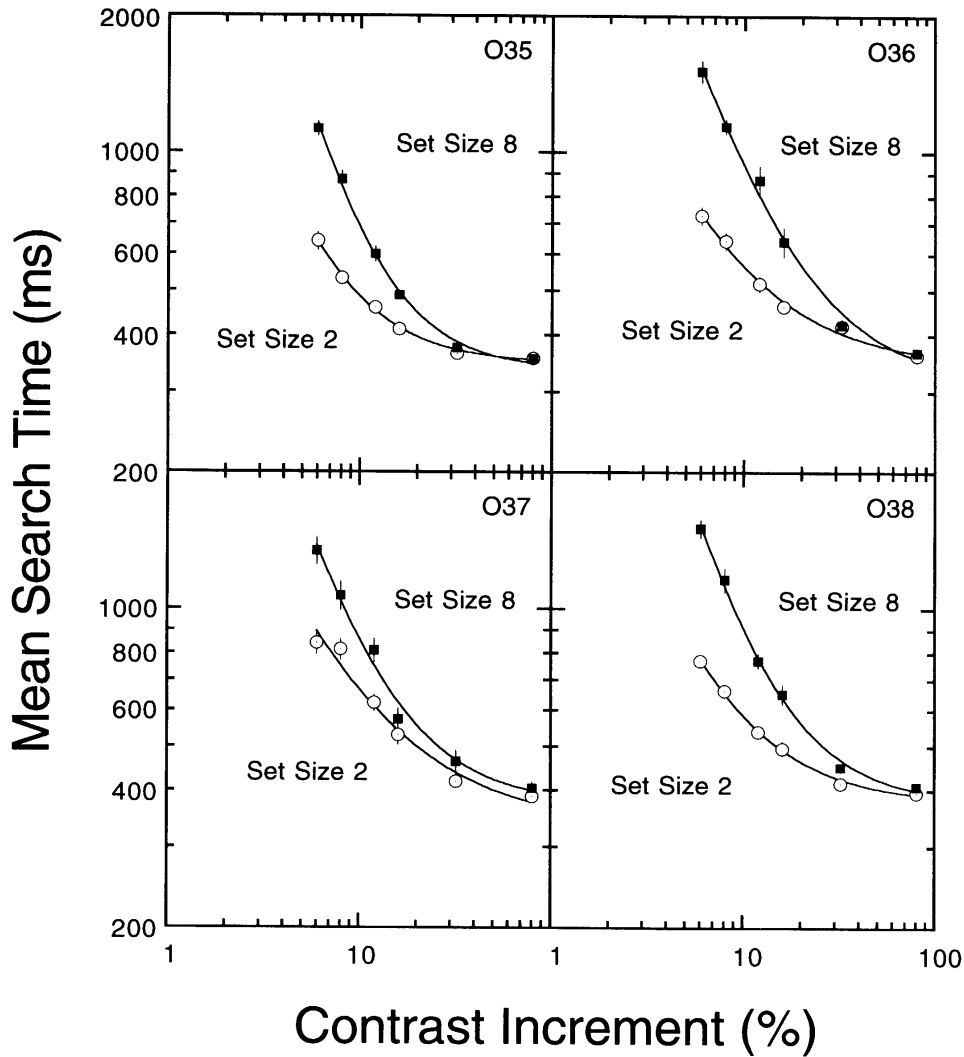 2000
O35
O36
1000
Set Size 8
Set Size 8
800
600
400
Set Size 2
Set Size 2
200
O37
O38
1000
Set Size 8
Set Size 8
800
600
400
Set Size 2
Set Size 2
200
1
10
1
10
100
Mean Search Time (ms)
Contrast Increment (%)